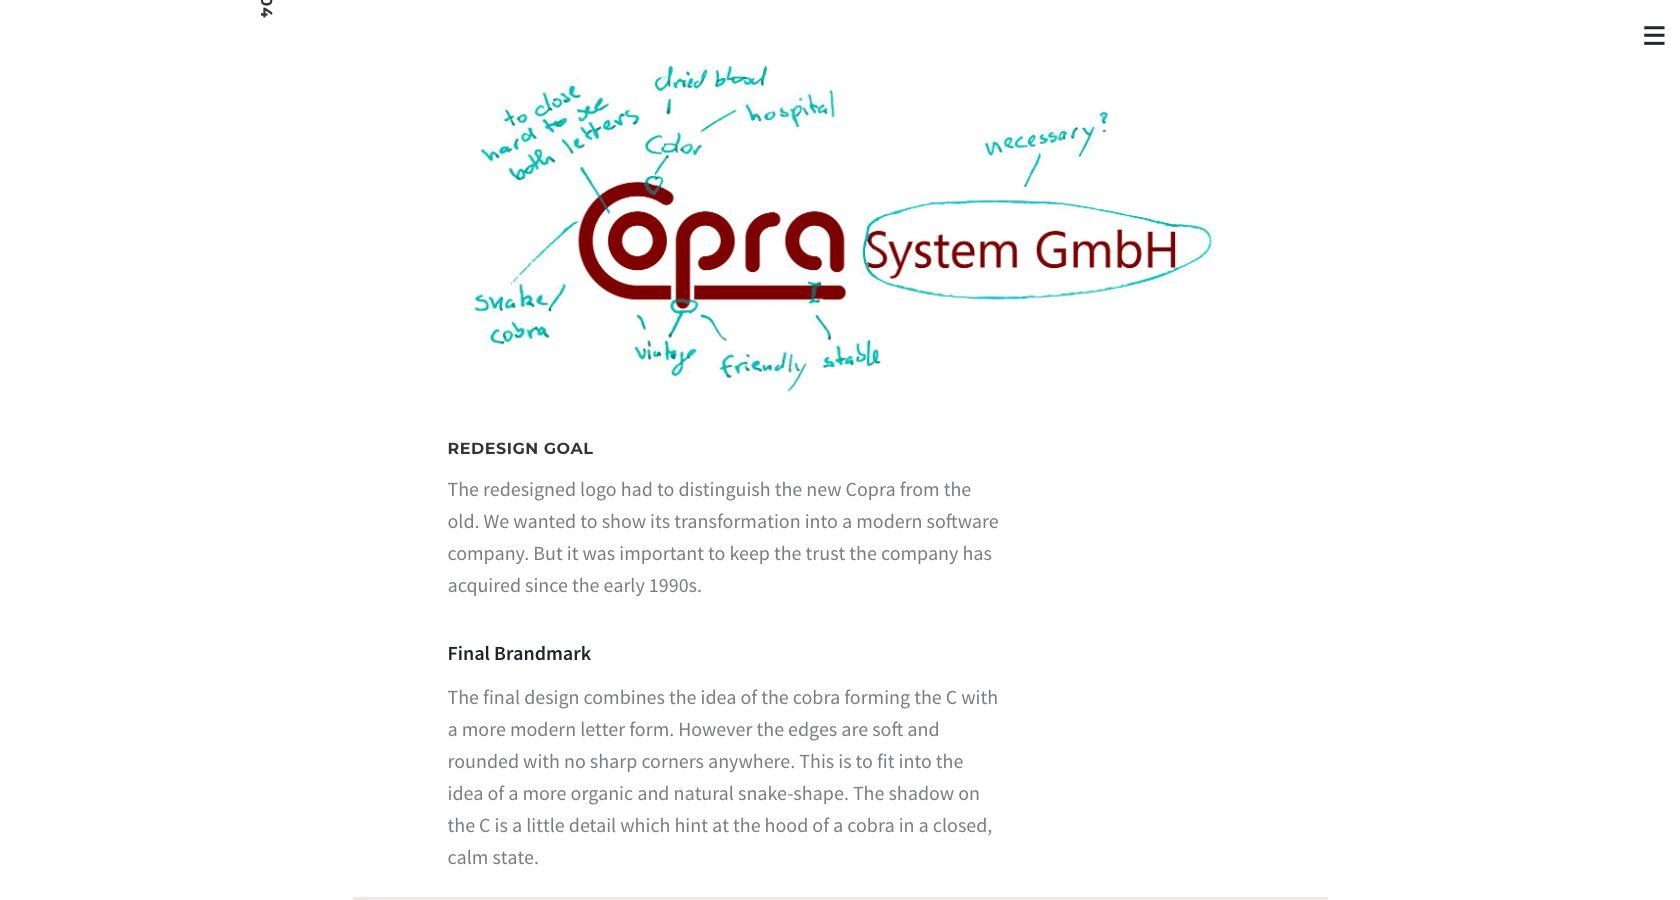 04
dried blood
to close
hard to see
both letters
hospital
Color
necessary?
Copra System GmbH
snake/
cobra
vintage
friendly
stable
REDESIGN GOAL
The redesigned logo had to distinguish the new Copra from the
old. We wanted to show its transformation into a modern software
company. But it was important to keep the trust the company has
acquired since the early 1990s.
Final Brandmark
The final design combines the idea of the cobra forming the C with
a more modern letter form. However the edges are soft and
rounded with no sharp corners anywhere. This is to fit into the
idea of a more organic and natural snake-shape. The shadow on
the C is a little detail which hint at the hood of a cobra in a closed,
calm state.